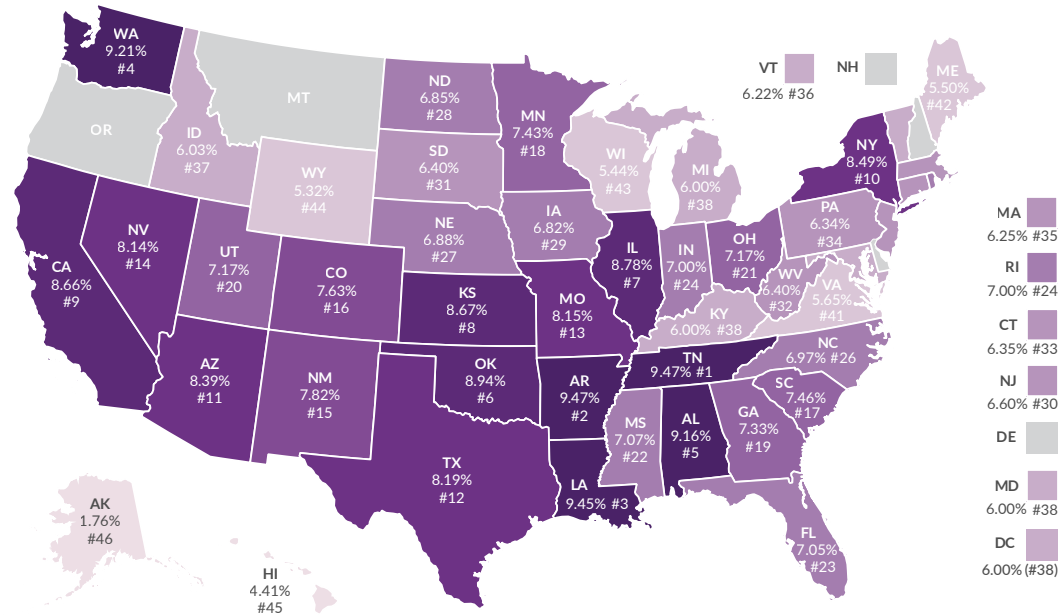 WA
9.21%
#4
OR
MT
ID
6.03%
#37
WY
5.32%
#44
ND
6.85%
#28
SD
6.40%
#31
NE
6.88%
#27
MN
7.43%
#18
IA
6.82%
#29
WI
5.44%
#43
MI
6.00%
#38
VT
6.22% #36
NH
ME
5.50%
#42
NY
8.49%
#10
PA
6.34%
#34
CA
8.66%
#9
NV
8.14%
#14
UT
7.17%
#20
CO
7.63%
#16
KS
8.67%
#8
MO
8.15%
#13
IL
8.78%
#7
IN
7.00%
#24
OH
7.17%
#21
WV
6.40%
#32
VA
5.65%
#41
KY
6.00% #38
AZ
8.39%
#11
NM
7.82%
#15
OK
8.94%
#6
AR
9.47%
#2
TN
9.47% #1
NC
6.97% #26
SC
7.46%
#17
TX
8.19%
#12
LA
9.45% #3
MS
7.07%
#22
AL
9.16%
#5
GA
7.33%
#19
FL
7.05%
#23
AK
1.76%
#46
HI
4.41%
#45
MA
6.25% #35
RI
7.00% #24
CT
6.35% #33
NJ
6.60% #30
DE
MD
6.00% #38
DC
6.00% (#38)